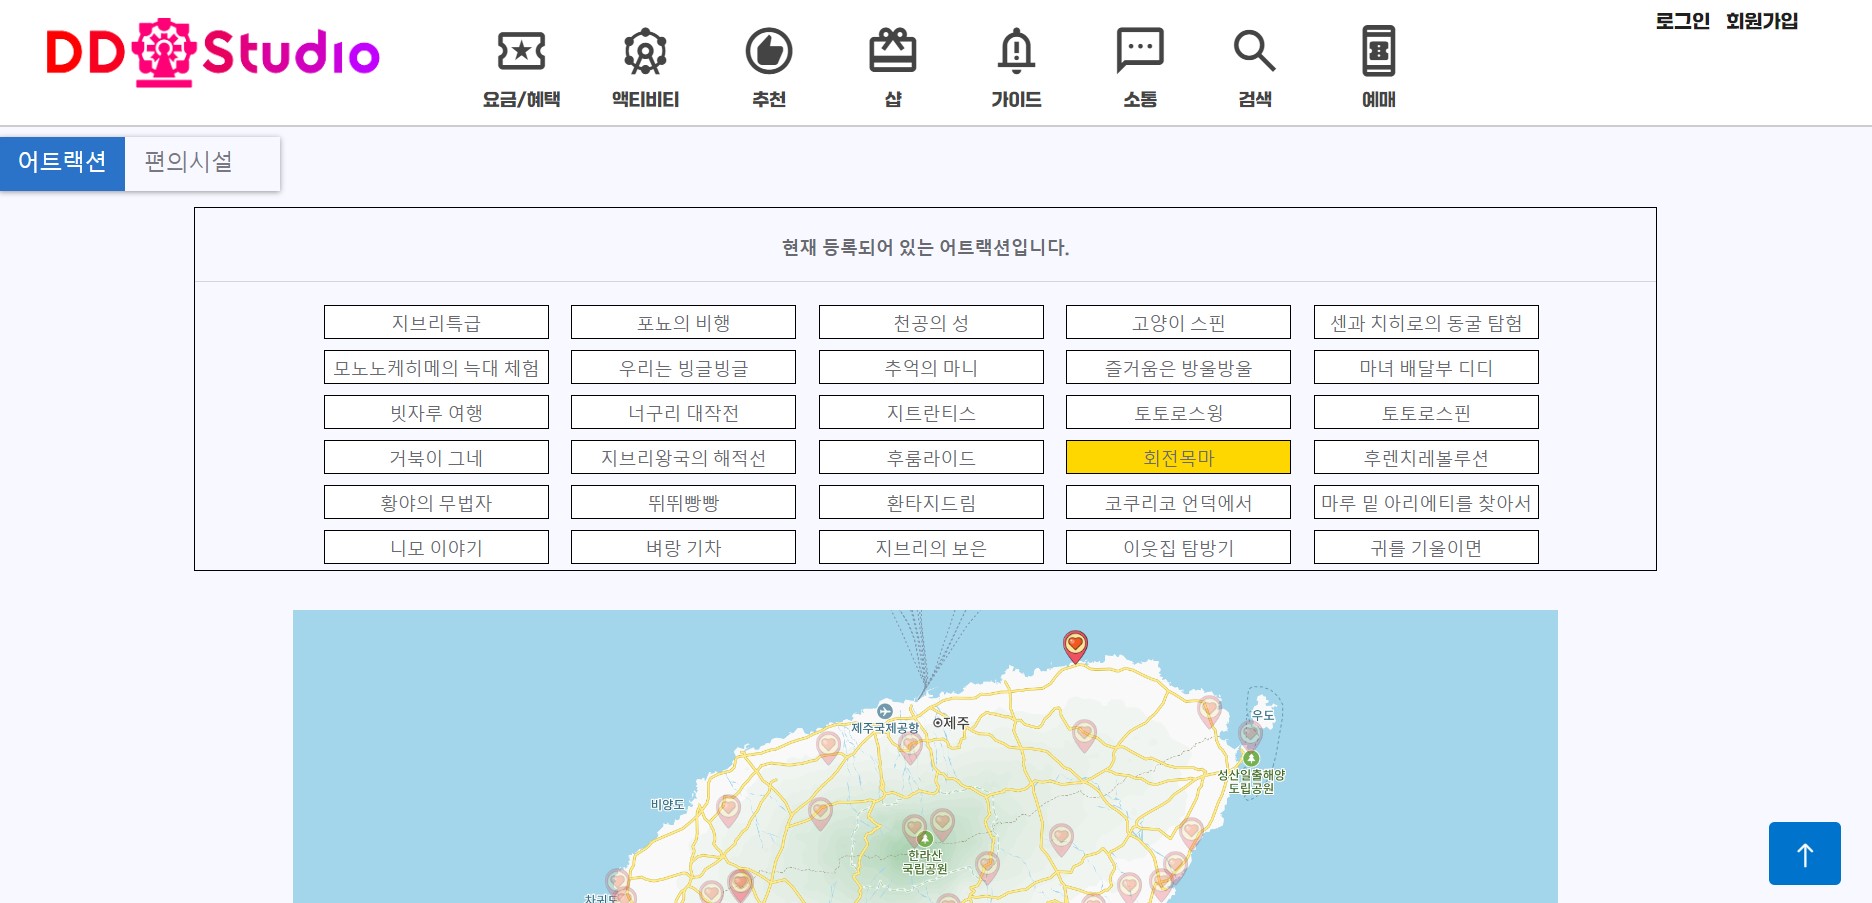 DD Studio
로그인 회원가입
요금/혜택 액티비티 추천 샵 가이드 소통 검색 예매
어트랙션 편의시설
현재 등록되어 있는 어트랙션입니다.
지브리특급 포뇨의 비행 천공의 성 고양이 스핀 센과 치히로의 동굴 탐험
모노노케히메의 늑대 체험 우리는 빙글빙글 추억의 마니 즐거움은 방울방울 마녀 배달부 디디
빗자루 여행 너구리 대작전 지트란티스 토토로스윙 토토로스핀
거북이 그네 지브리왕국의 해적선 후룸라이드 회전목마 후렌치레볼루션
황야의 무법자 뛰뛰빵빵 환타지드림 코쿠리코 언덕에서 마루 밑 아리에티를 찾아서
니모 이야기 벼랑 기차 지브리의 보은 이웃집 탐방기 귀를 기울이면
제주국제공항
제주
우도
성산일출해양
도립공원
비양도
한라산
국립공원
차귀도